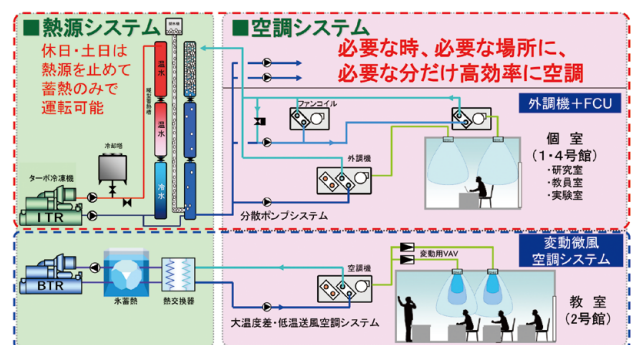 ■熱源システム
休日・土日は
熱源を止めて
蓄熱のみで
運転可能
温水
温水
冷水
冷却塔
ターボ冷凍機
1TR
■空調システム
必要な時、必要な場所に、
必要な分だけ高効率に空調
外調機+FCU
ファンコイル
外調機
個室
(1・4号館)
・研究室
・教員室
・実験室
分散ポンプシステム
BTR
氷蓄熱
熱交換器
空調機
変動用VAV
変動微風
空調システム
大温度差・低温送風空調システム
教室
(2号館)